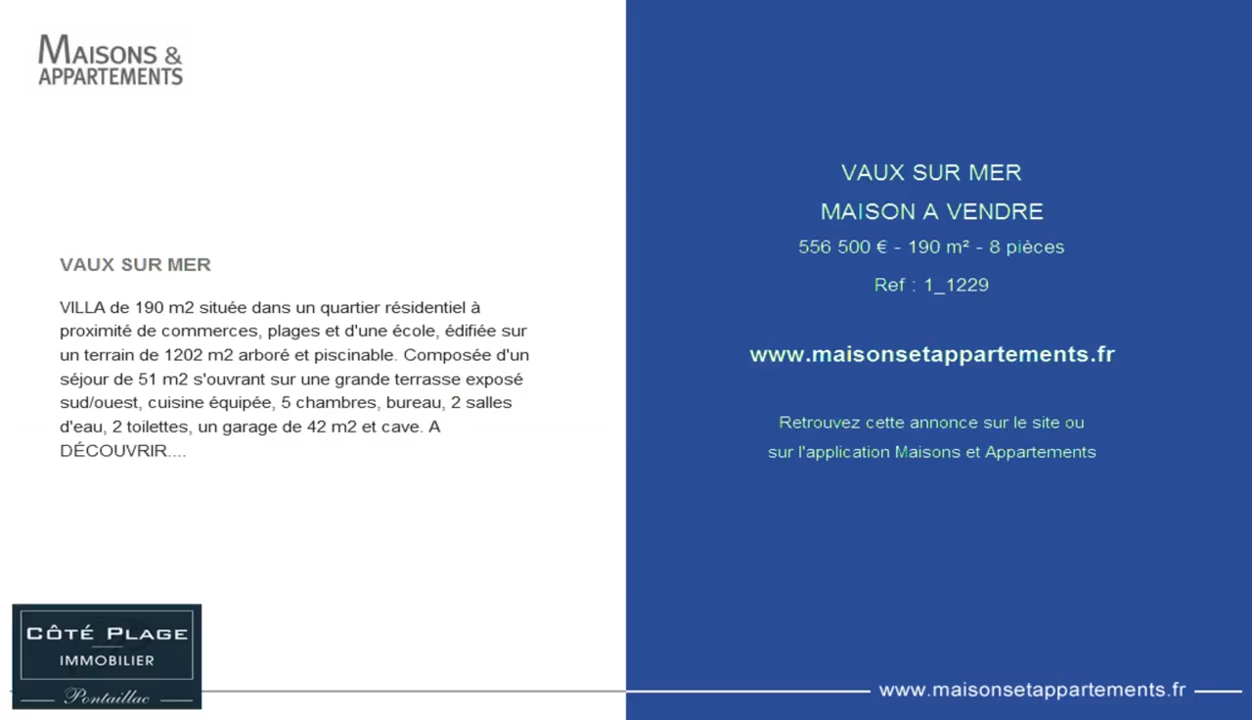 MAISONS &
APPARTEMENTS
VAUX SUR MER
VILLA de 190 m2 située dans un quartier résidentiel à
proximité de commerces, plages et d'une école, édifiée sur
un terrain de 1202 m2 arboré et piscinable. Composée d'un
séjour de 51 m2 s'ouvrant sur une grande terrasse exposé
sud/ouest, cuisine équipée, 5 chambres, bureau, 2 salles
d'eau, 2 toilettes, un garage de 42 m2 et cave. A
DÉCOUVRIR....
CÔTÉ PLAGE
IMMOBILIER
Pontaillac
VAUX SUR MER
MAISON A VENDRE
556 500 € - 190 m² - 8 pièces
Ref : 1_1229
www.maisonsetappartements.fr
Retrouvez cette annonce sur le site ou
sur l'application Maisons et Appartements
www.maisonsetappartements.fr